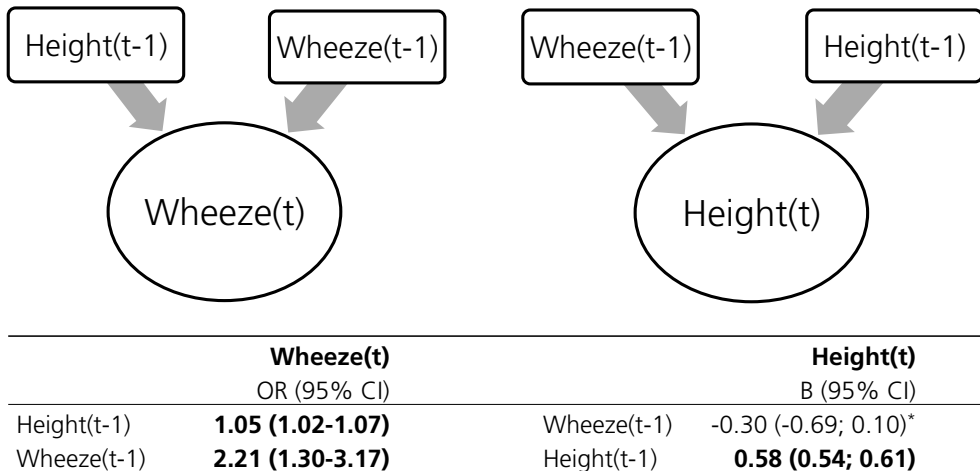 Height(t-1) Wheeze(t-1) Wheeze(t-1) Height(t-1)
Wheeze(t) Height(t)
Wheeze(t) Height(t)
OR (95% CI) B (95% CI)
Height(t-1) 1.05 (1.02-1.07) Wheeze(t-1) -0.30 (-0.69; 0.10)*
Wheeze(t-1) 2.21 (1.30-3.17) Height(t-1) 0.58 (0.54; 0.61)